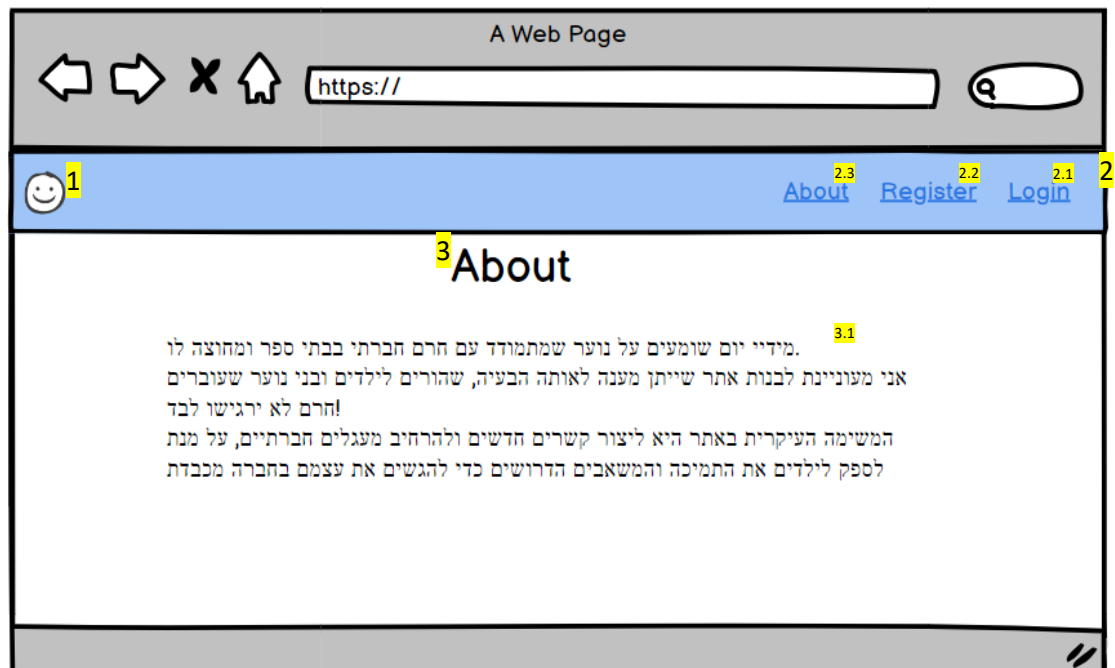 A Web Page
https://
1
2
2.3
2.2
2.1
About
Register
Login
3
About
3.1
מידיי יום שומעים על נוער שמתמודד עם חרם חברתי בבתי ספר ומחוצה לו.
אני מעוניינת לבנות אתר שייתן מענה לאותה הבעיה, שהורים לילדים ובני נוער שעוברים
חרם לא ירגישו לבד!
המשימה העיקרית באתר היא ליצור קשרים חדשים ולהרחיב מעגלים חברתיים, על מנת
לספק לילדים את התמיכה והמשאבים הדרושים כדי להגשים את עצמם בחברה מכבדת